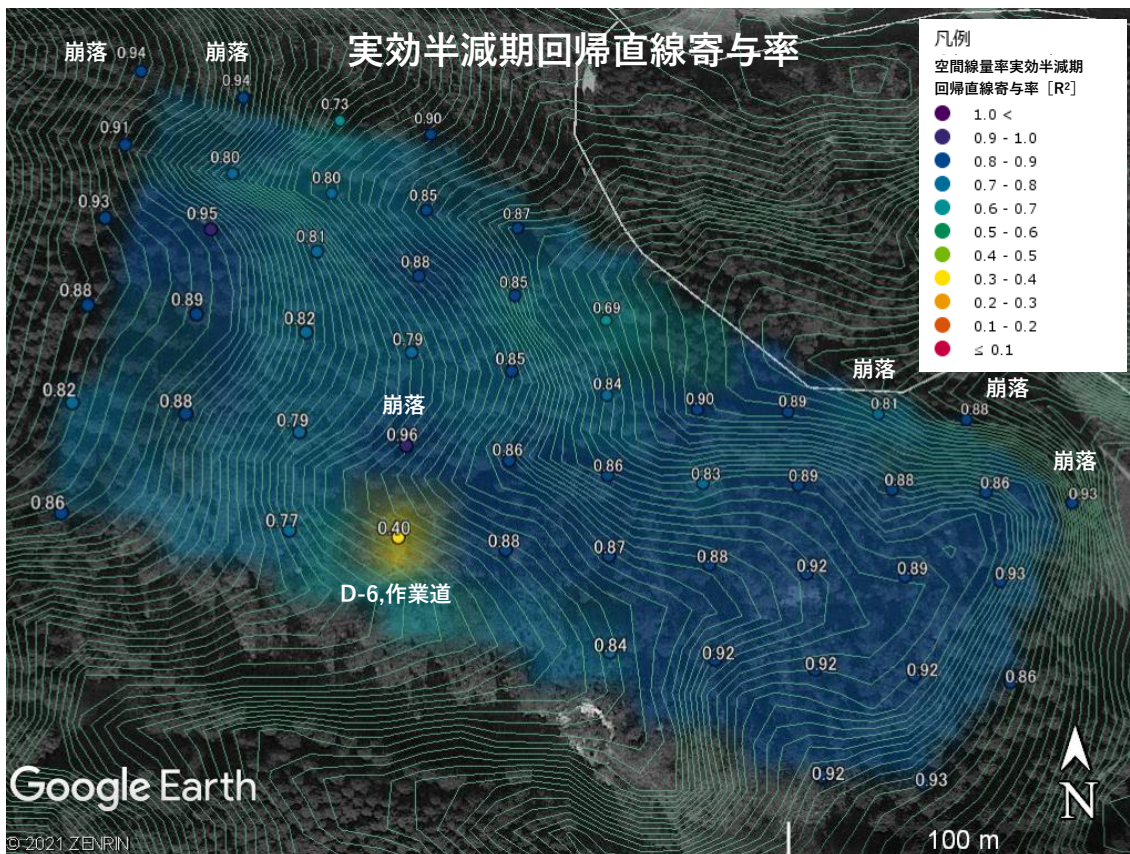 実効半減期回帰直線寄与率
凡例
空間線量率実効半減期
回帰直線寄与率［R²］
1.0 <
0.9 - 1.0
0.8 - 0.9
0.7 - 0.8
0.6 - 0.7
0.5 - 0.6
0.4 - 0.5
0.3 - 0.4
0.2 - 0.3
0.1 - 0.2
≤ 0.1
崩落 0.94
崩落
0.94
0.73
0.90
0.91
0.80
0.80
0.85
0.87
0.93
0.95
0.81
0.88
0.85
0.88
0.89
0.82
0.69
0.79
0.85
崩落
崩落
0.82
0.88
0.84
0.90
0.89
0.81
0.88
崩落
0.79
0.96
0.86
0.86
0.83
0.89
0.88
0.86
崩落
0.93
0.86
0.77
0.40
0.88
0.87
0.88
0.92
0.89
0.93
D-6,作業道
0.84
0.92
0.92
0.92
0.86
0.92
0.93
Google Earth
N
© 2021 ZENRIN
100 m